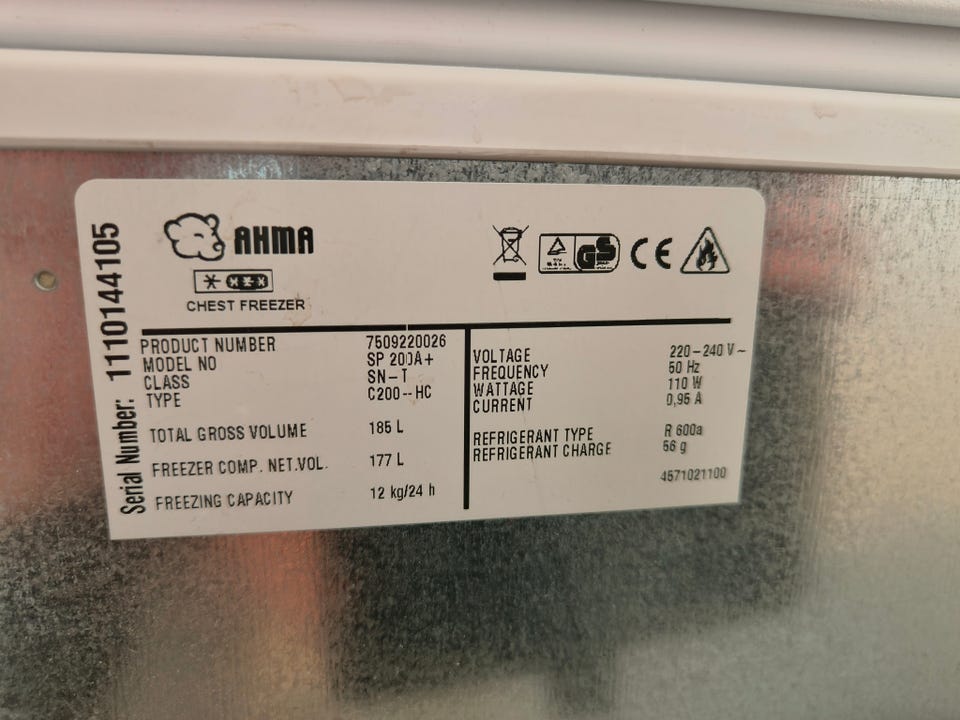 Serial Number: 1110144105
AHMA
CHEST FREEZER
GS
CE
PRODUCT NUMBER 7509220026
MODEL NO SP 200A+
CLASS SN-T
TYPE C200--HC
TOTAL GROSS VOLUME 185 L
FREEZER COMP. NET.VOL. 177 L
FREEZING CAPACITY 12 kg/24 h
VOLTAGE 220-240 V~
FREQUENCY 50 Hz
WATTAGE 110 W
CURRENT 0,95 A
REFRIGERANT TYPE R 600a
REFRIGERANT CHARGE 56 g
4571021100